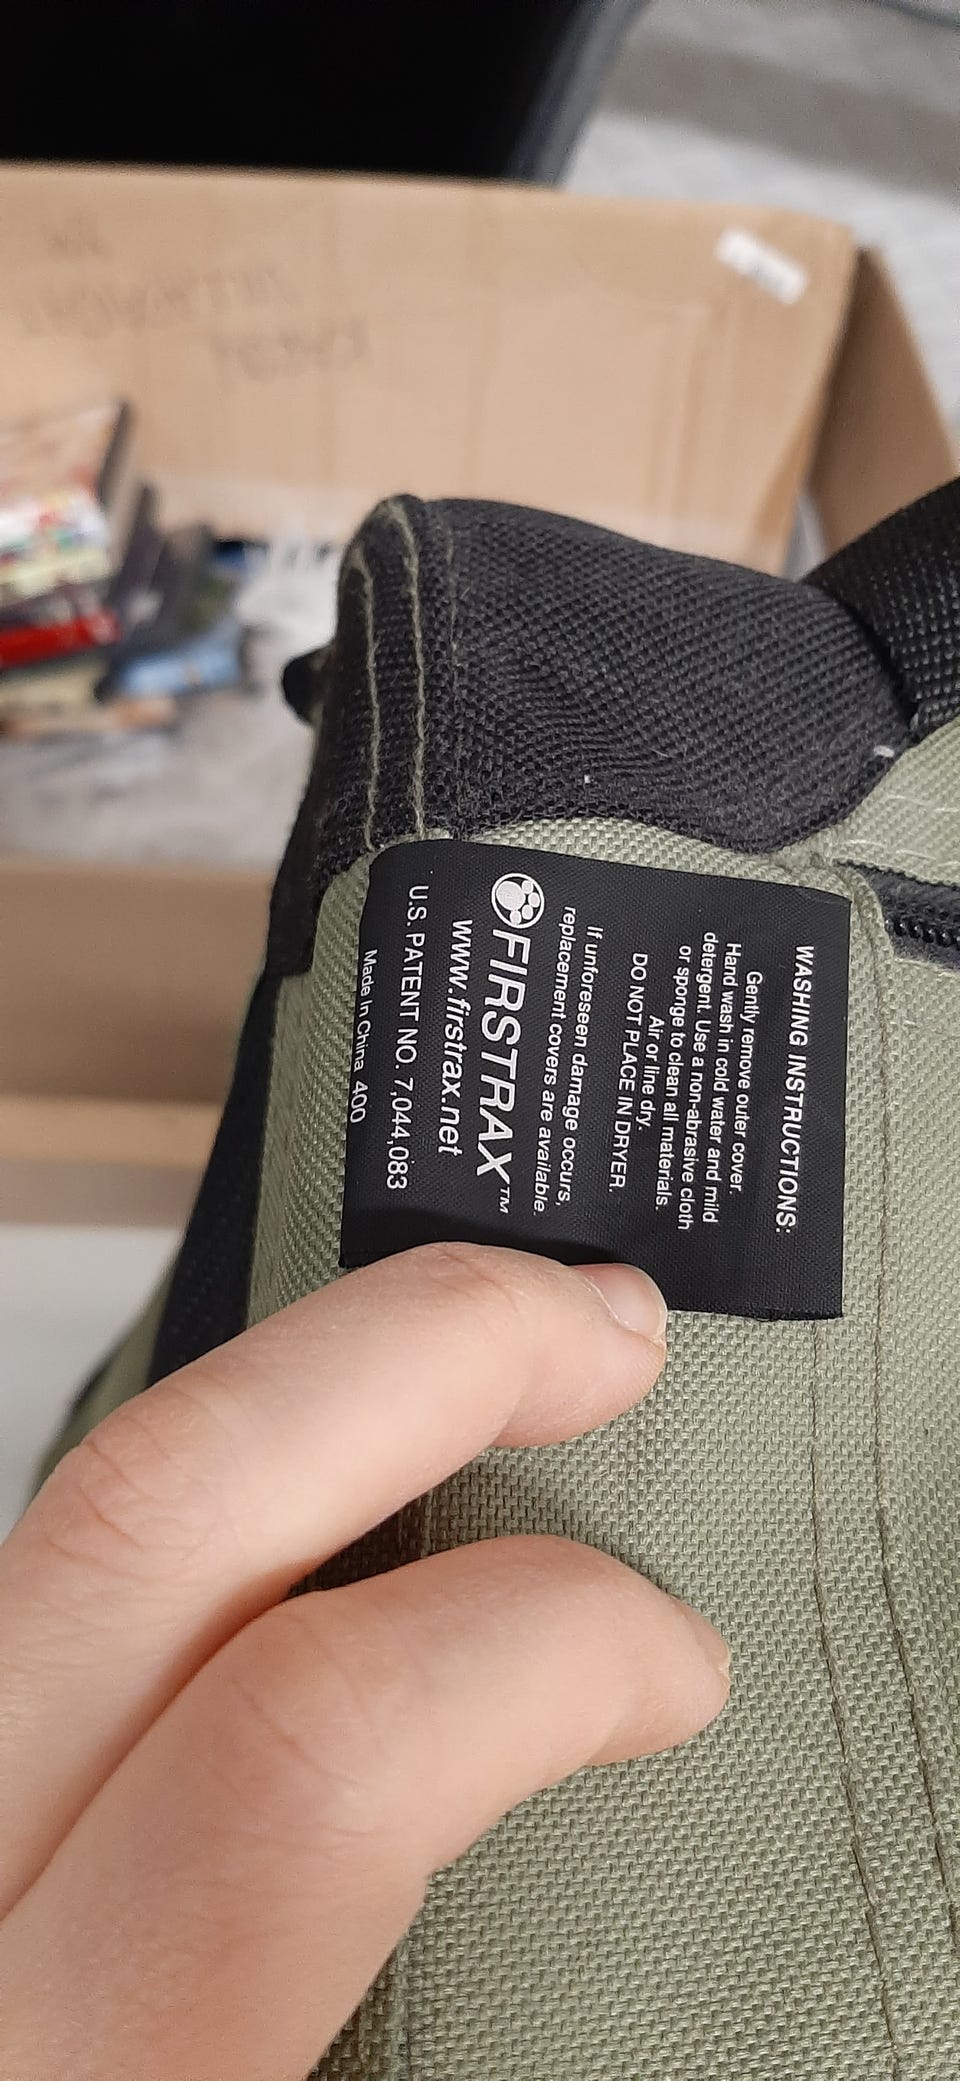 WASHING INSTRUCTIONS:
Gently remove outer cover.
Hand wash in cold water and mild
detergent. Use a non-abrasive cloth
or sponge to clean all materials.
Air or line dry.
DO NOT PLACE IN DRYER.
If unforeseen damage occurs,
replacement covers are available.
FIRSTRAX™
www.firstrax.net
U.S. PATENT NO. 7,044,083
Made In China 400